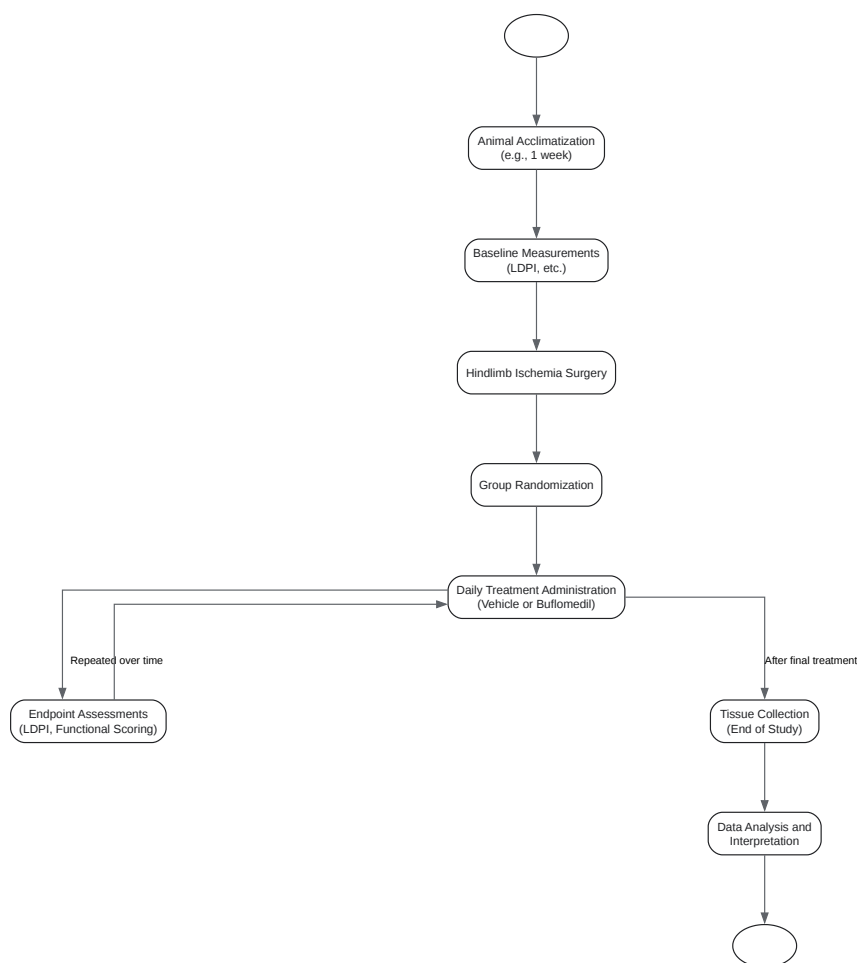 Animal Acclimatization
(e.g., 1 week)
Baseline Measurements
(LDPI, etc.)
Hindlimb Ischemia Surgery
Group Randomization
Daily Treatment Administration
(Vehicle or Buflomedil)
Repeated over time
After final treatment
Endpoint Assessments
(LDPI, Functional Scoring)
Tissue Collection
(End of Study)
Data Analysis and
Interpretation